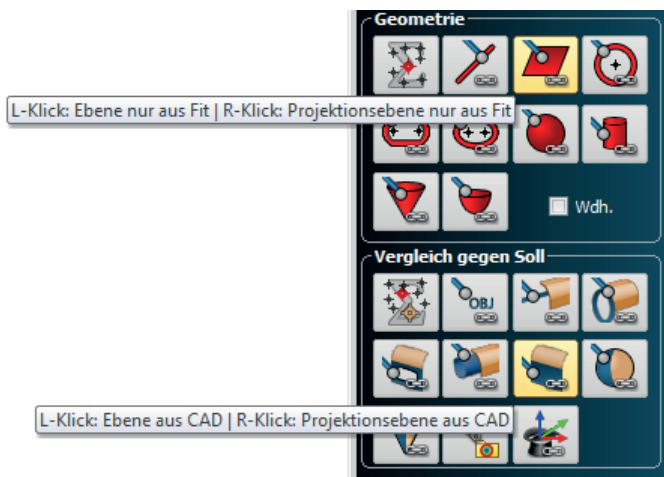 Geometrie
L-Klick: Ebene nur aus Fit | R-Klick: Projektionsebene nur aus Fit
Wdh.
Vergleich gegen Soll
OBJ
L-Klick: Ebene aus CAD | R-Klick: Projektionsebene aus CAD